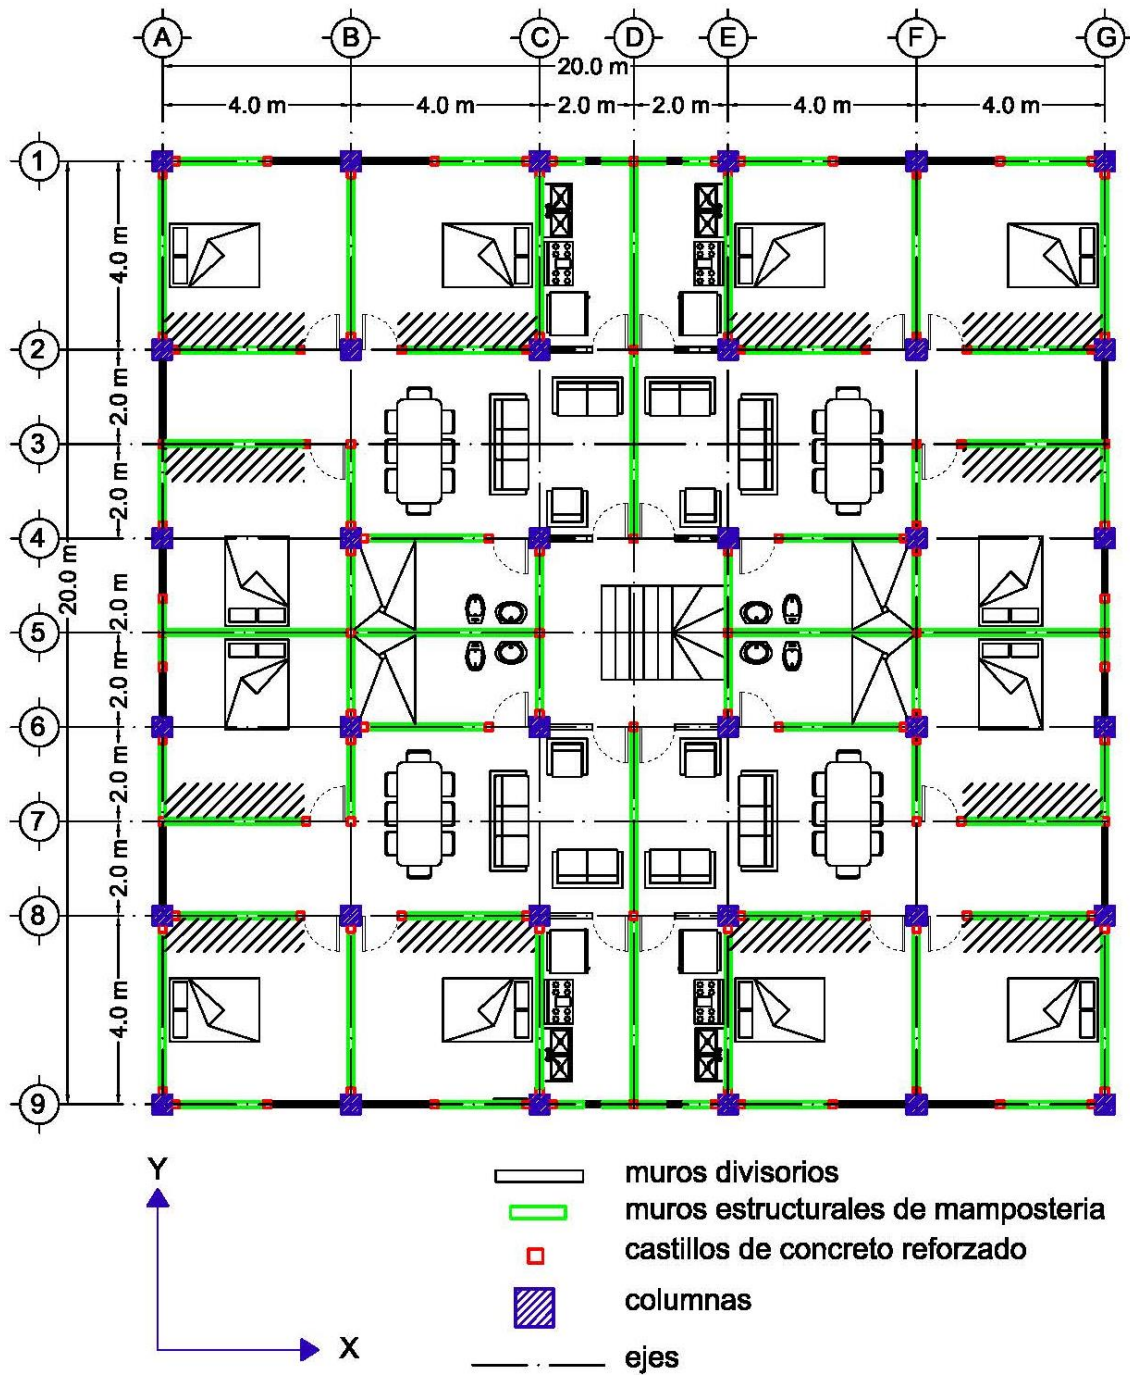 A B C D E F G
20.0 m
4.0 m 4.0 m 2.0 m 2.0 m 4.0 m 4.0 m
1
4.0 m
2
2.0 m
3
2.0 m
4
20.0 m
2.0 m
5
2.0 m
6
2.0 m
7
2.0 m
8
4.0 m
9
Y
X
muros divisorios
muros estructurales de mamposteria
castillos de concreto reforzado
columnas
ejes